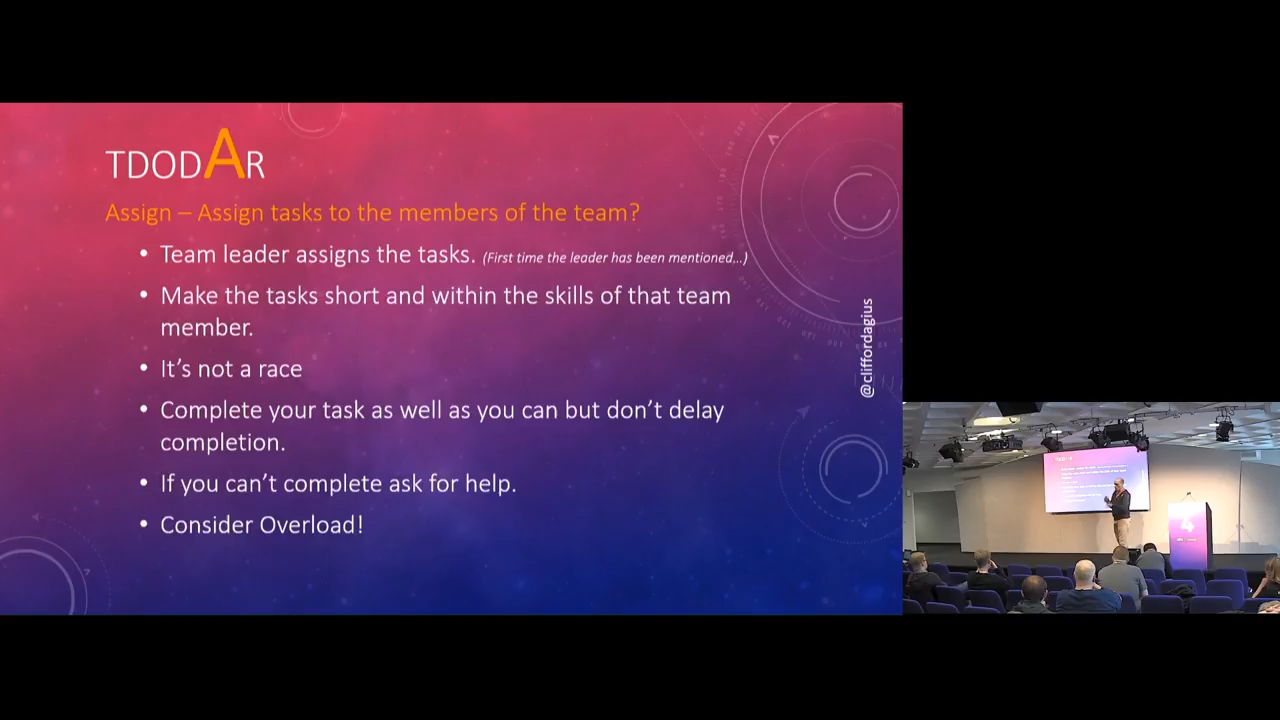 TDODAR
Assign – Assign tasks to the members of the team?
• Team leader assigns the tasks. (First time the leader has been mentioned...)
• Make the tasks short and within the skills of that team
member.
• It’s not a race
• Complete your task as well as you can but don’t delay
completion.
• If you can’t complete ask for help.
• Consider Overload!
@cliffordagius
4